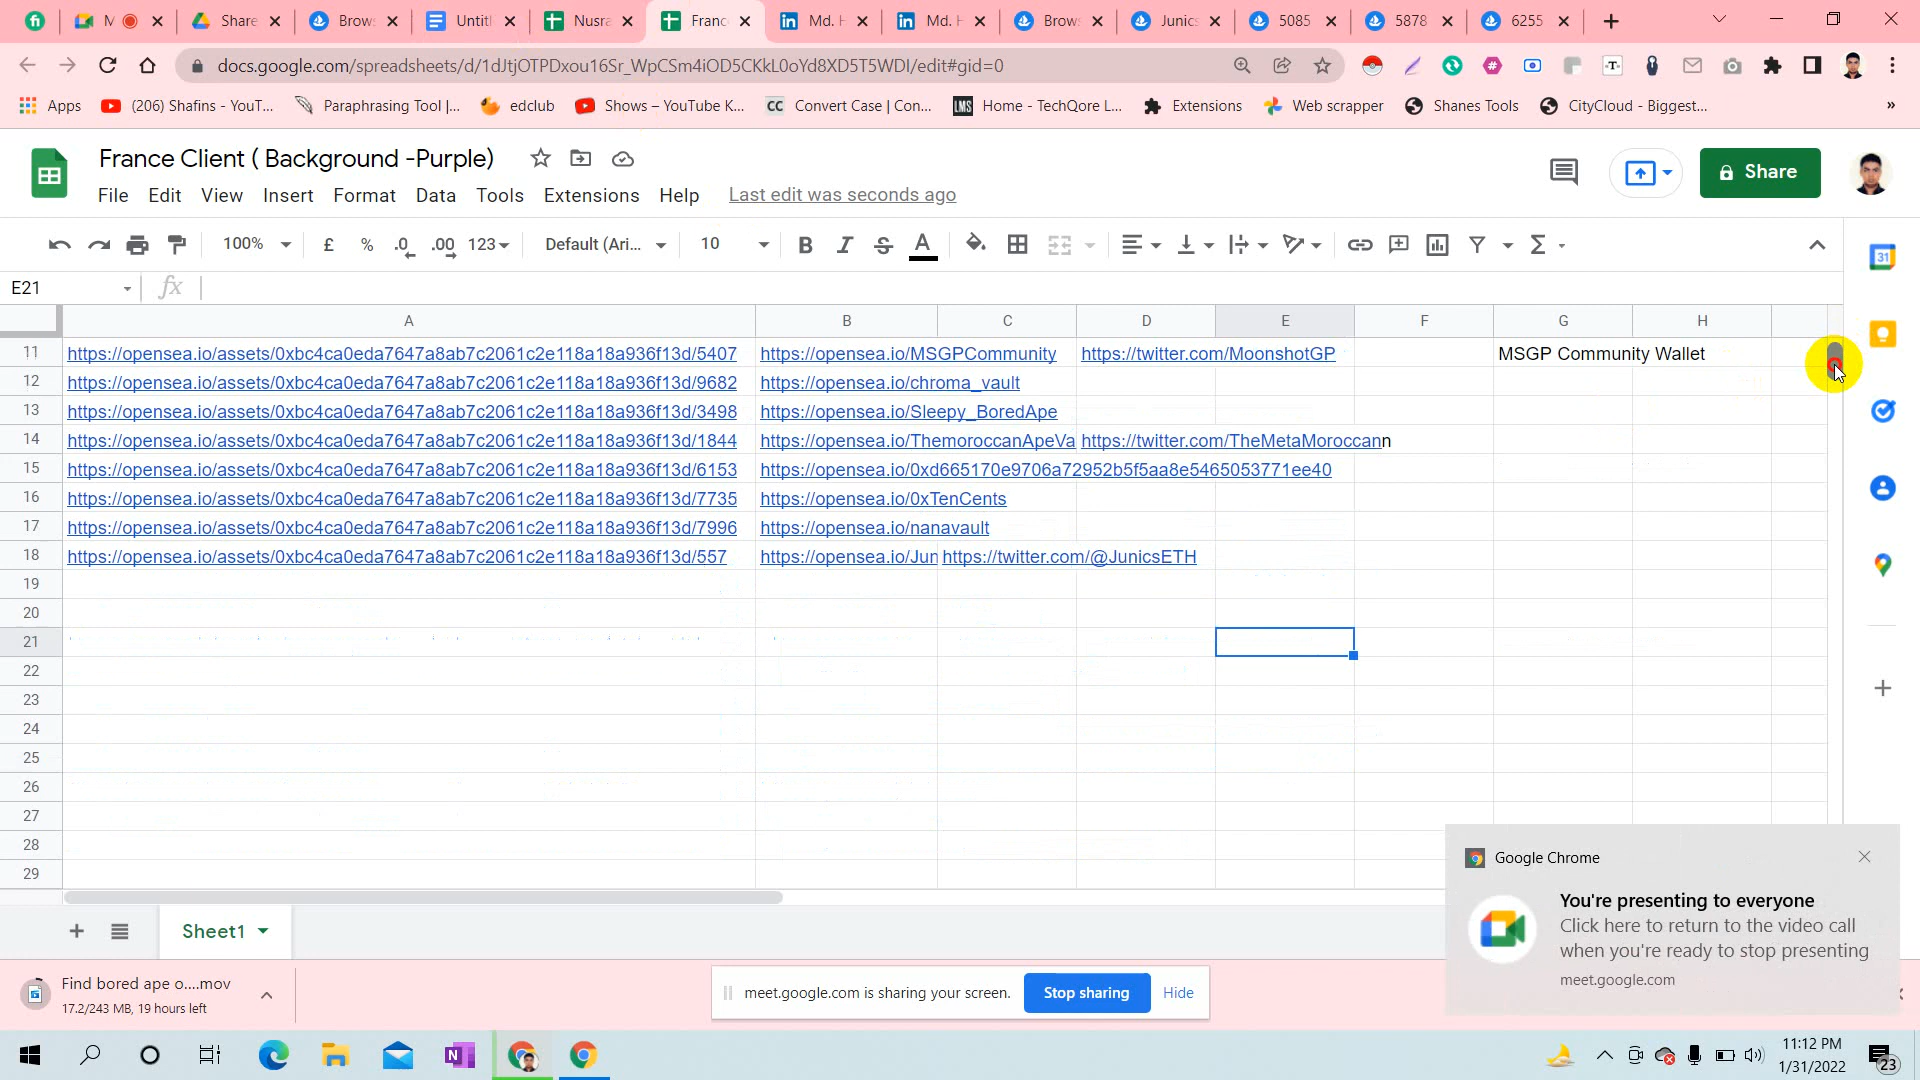 M
Share
Brow
Untitl
Nusra
Franc
Md. H
Md. H
Brow
Junics
5085
5878
6255
docs.google.com/spreadsheets/d/1dJtjOTPDxou16Sr_WpCSm4iOD5CKkL0oYd8XD5T5WDI/edit#gid=0
Apps
(206) Shafins - YouT...
Paraphrasing Tool |...
edclub
Shows – YouTube K...
CC Convert Case | Con...
LMS Home - TechQore L...
Extensions
Web scrapper
Shanes Tools
CityCloud - Biggest...
»
France Client ( Background -Purple)
File Edit View Insert Format Data Tools Extensions Help Last edit was seconds ago
Share
100% £ % .0 .00 123 Default (Ari... 10 B I S A Σ
31
E21 fx
A B C D E F G H
11 https://opensea.io/assets/0xbc4ca0eda7647a8ab7c2061c2e118a18a936f13d/5407 https://opensea.io/MSGPCommunity https://twitter.com/MoonshotGP MSGP Community Wallet
12 https://opensea.io/assets/0xbc4ca0eda7647a8ab7c2061c2e118a18a936f13d/9682 https://opensea.io/chroma_vault
13 https://opensea.io/assets/0xbc4ca0eda7647a8ab7c2061c2e118a18a936f13d/3498 https://opensea.io/Sleepy_BoredApe
14 https://opensea.io/assets/0xbc4ca0eda7647a8ab7c2061c2e118a18a936f13d/1844 https://opensea.io/ThemoroccanApeVa https://twitter.com/TheMetaMoroccann
15 https://opensea.io/assets/0xbc4ca0eda7647a8ab7c2061c2e118a18a936f13d/6153 https://opensea.io/0xd665170e9706a72952b5f5aa8e5465053771ee40
16 https://opensea.io/assets/0xbc4ca0eda7647a8ab7c2061c2e118a18a936f13d/7735 https://opensea.io/0xTenCents
17 https://opensea.io/assets/0xbc4ca0eda7647a8ab7c2061c2e118a18a936f13d/7996 https://opensea.io/nanavault
18 https://opensea.io/assets/0xbc4ca0eda7647a8ab7c2061c2e118a18a936f13d/557 https://opensea.io/Jun https://twitter.com/@JunicsETH
19
20
21
22
23
24
25
26
27
28
29
Google Chrome
You're presenting to everyone
Click here to return to the video call
when you're ready to stop presenting
meet.google.com
Sheet1
Find bored ape o....mov
17.2/243 MB, 19 hours left
meet.google.com is sharing your screen. Stop sharing Hide
11:12 PM
1/31/2022
23